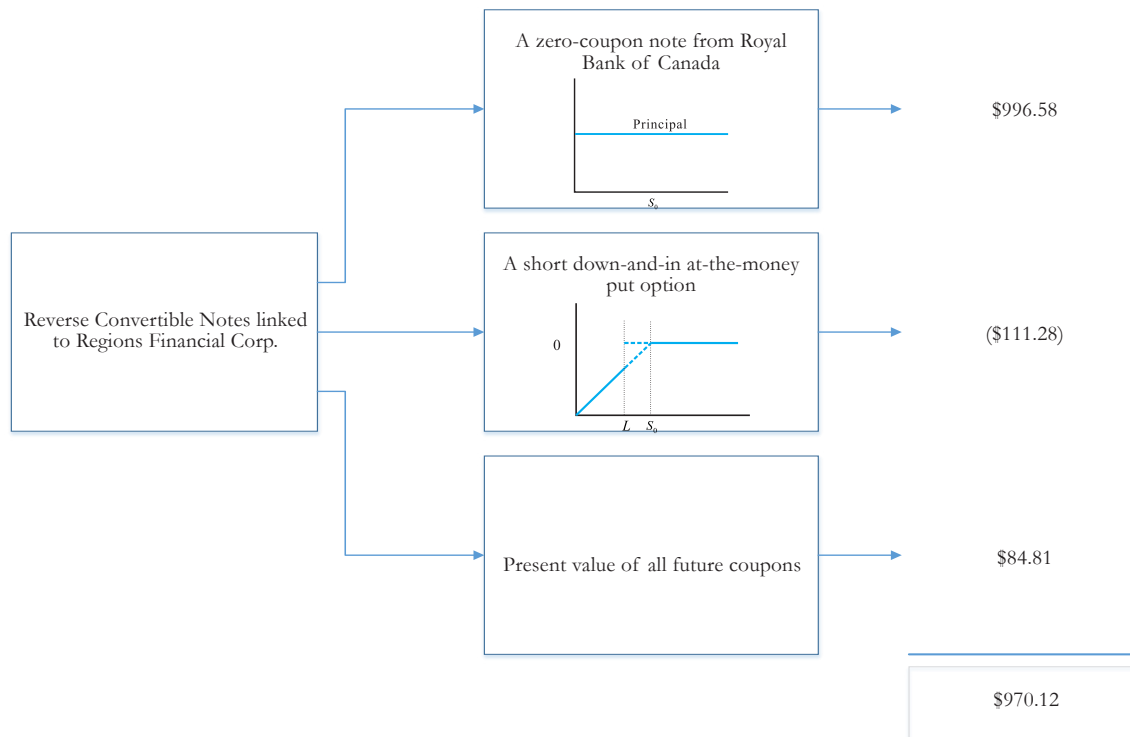 A zero-coupon note from Royal
Bank of Canada
Principal
S₀
$996.58
Reverse Convertible Notes linked
to Regions Financial Corp.
A short down-and-in at-the-money
put option
0
L S₀
($111.28)
Present value of all future coupons
$84.81
$970.12